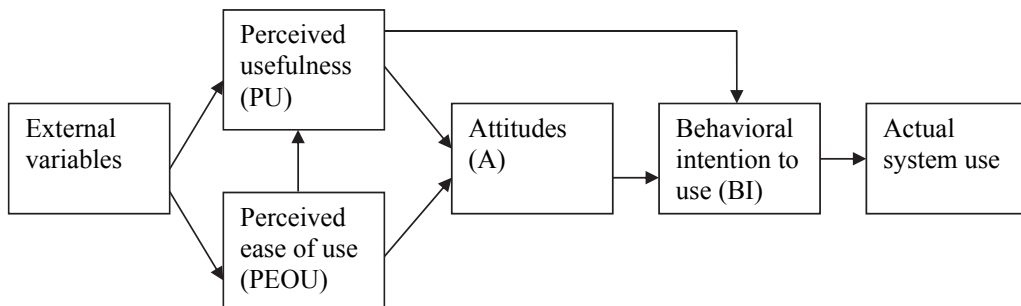 External
variables
Perceived
usefulness
(PU)
Perceived
ease of use
(PEOU)
Attitudes
(A)
Behavioral
intention to
use (BI)
Actual
system use